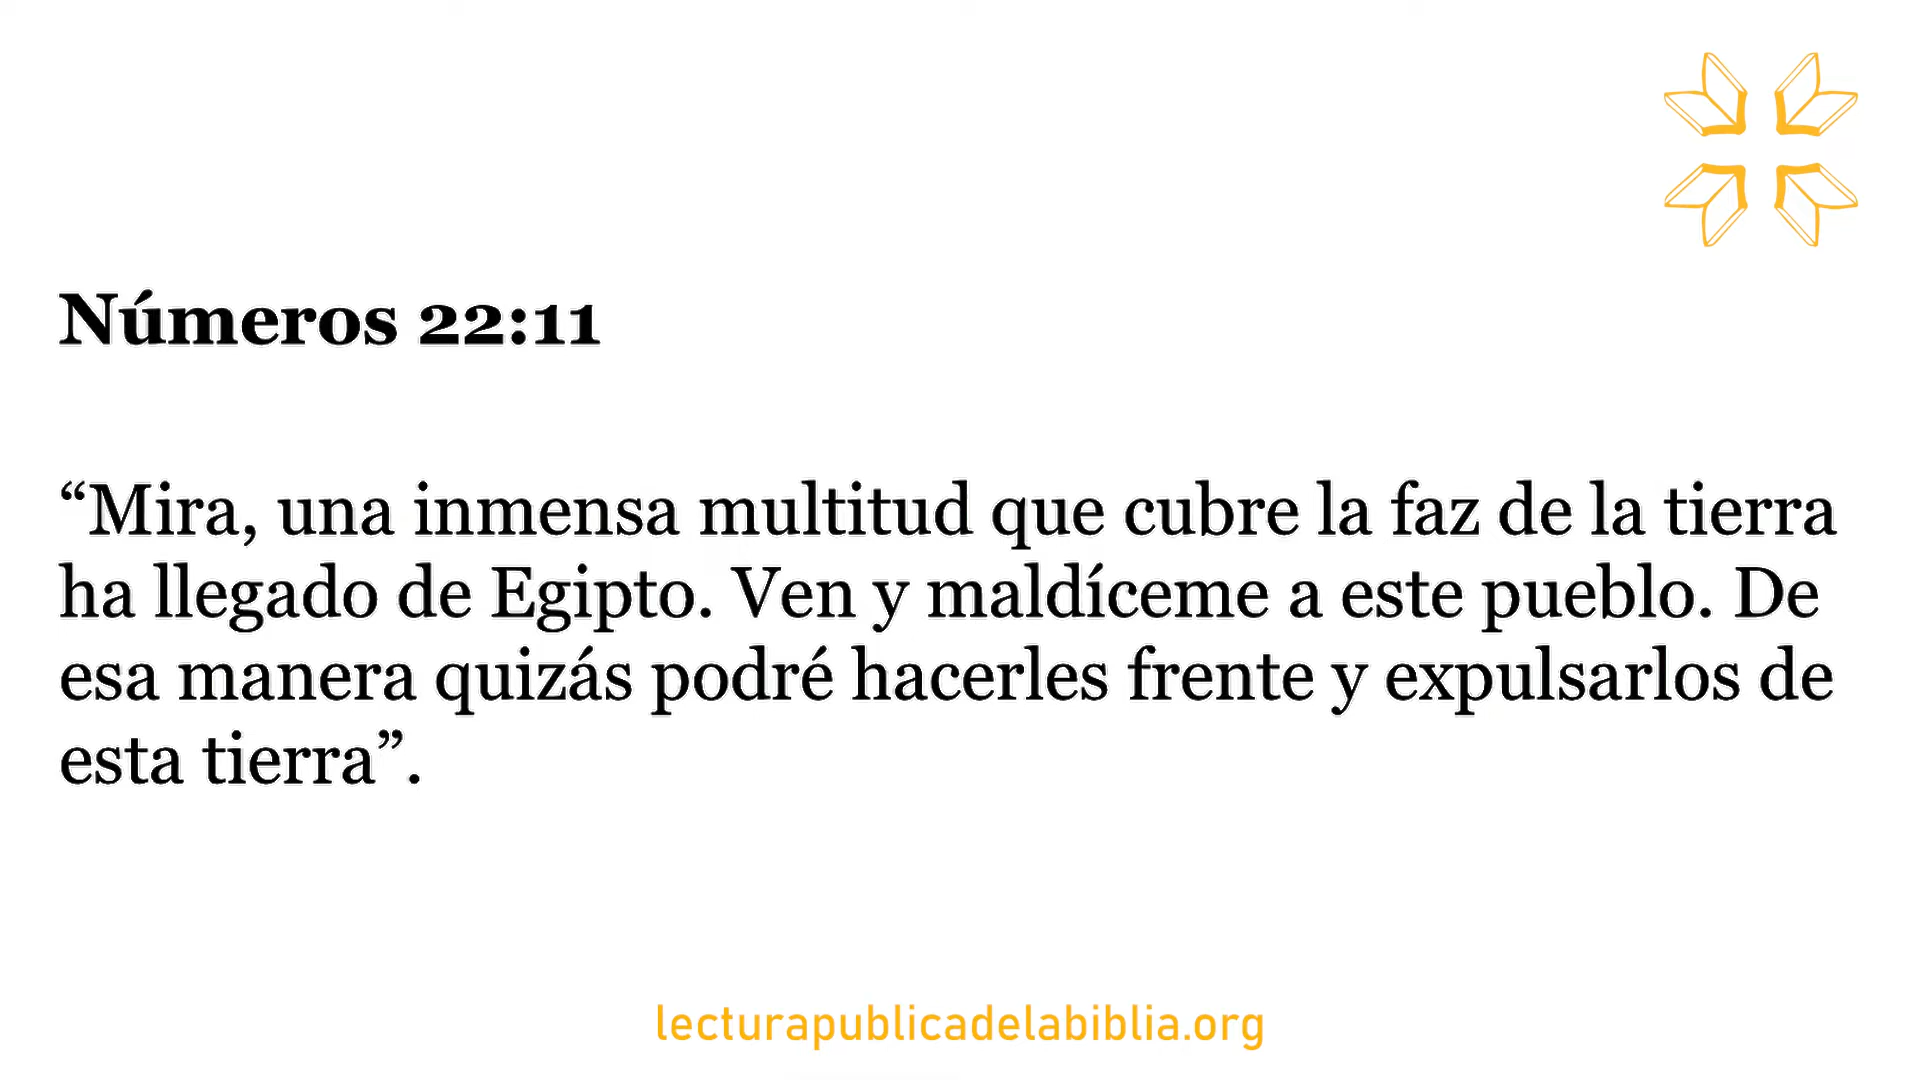 Números 22:11
“Mira, una inmensa multitud que cubre la faz de la tierra
ha llegado de Egipto. Ven y maldíceme a este pueblo. De
esa manera quizás podré hacerles frente y expulsarlos de
esta tierra”.
lecturapublicadelabiblia.org